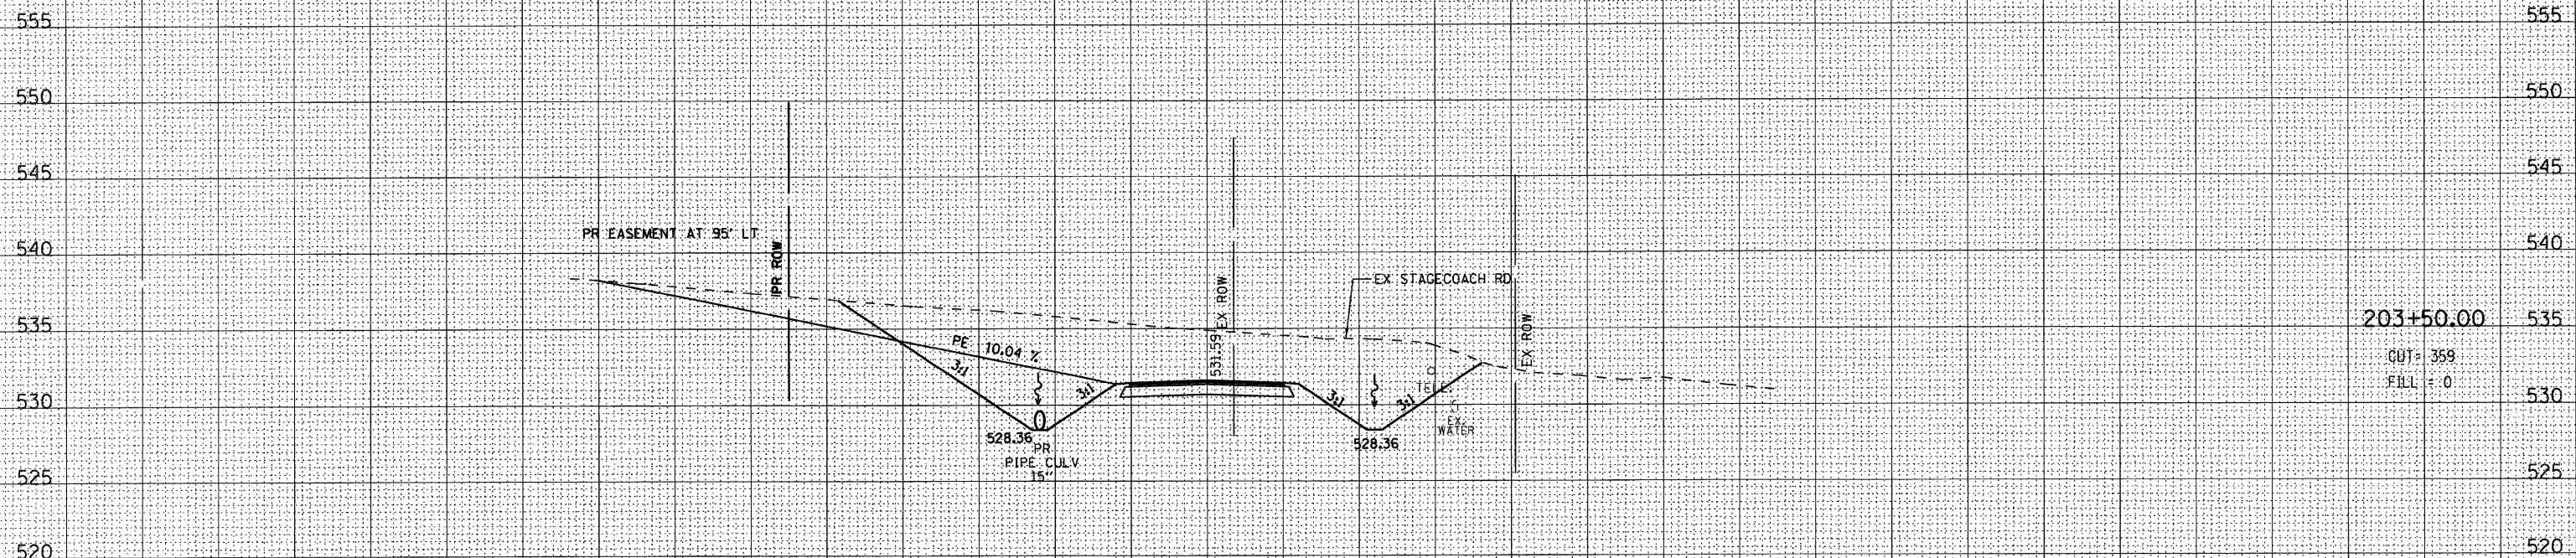 555
555
550
550
545
545
PR EASEMENT AT 95' LT
PR ROW
540
540
EX STAGECOACH RD
EX ROW
EX ROW
535
203+50.00
535
531.59
PE 10.04 %
CUT= 359
FILL = 0
3:1
3:1
3:1
3:1
TELE.
530
530
EX.
WATER
528.36
528.36
PR
PIPE CULV
15"
525
525
520
520